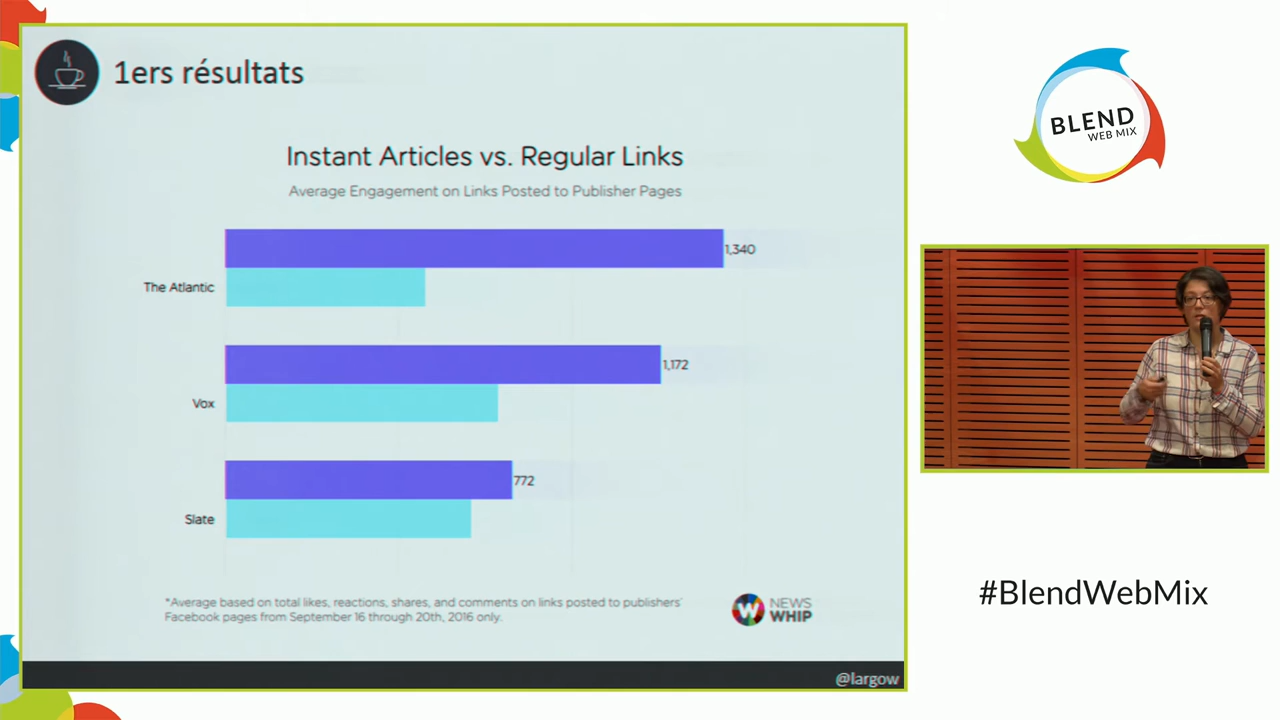 1ers résultats
Instant Articles vs. Regular Links
Average Engagement on Links Posted to Publisher Pages
1,340
The Atlantic
1,172
Vox
772
Slate
*Average based on total likes, reactions, shares, and comments on links posted to publishers'
Facebook pages from September 16 through 20th, 2016 only.
NEWS
WHIP
@largow
BLEND
WEB MIX
#BlendWebMix